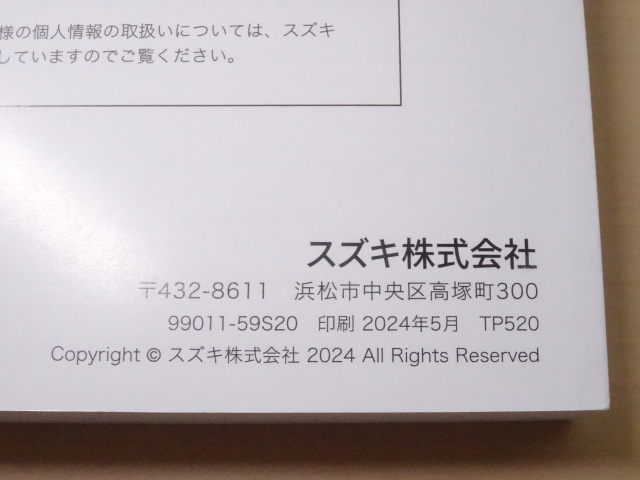 様の個人情報の取扱いについては、スズキ
していますのでご覧ください。
スズキ株式会社
〒432-8611　浜松市中央区高塚町300
99011-59S20　印刷 2024年5月　TP520
Copyright © スズキ株式会社 2024 All Rights Reserved